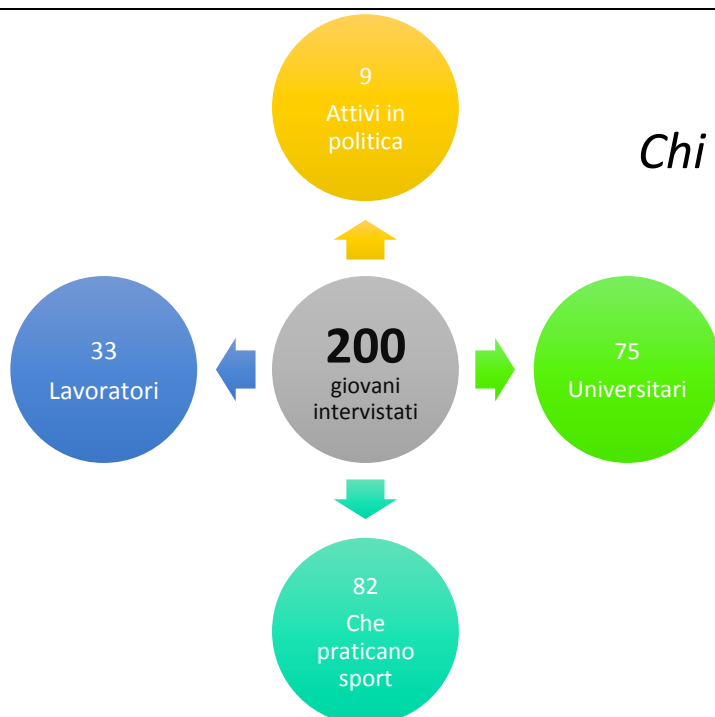 9
Attivi in
politica
Chi
33
Lavoratori
200
giovani
intervistati
75
Universitari
82
Che
praticano
sport